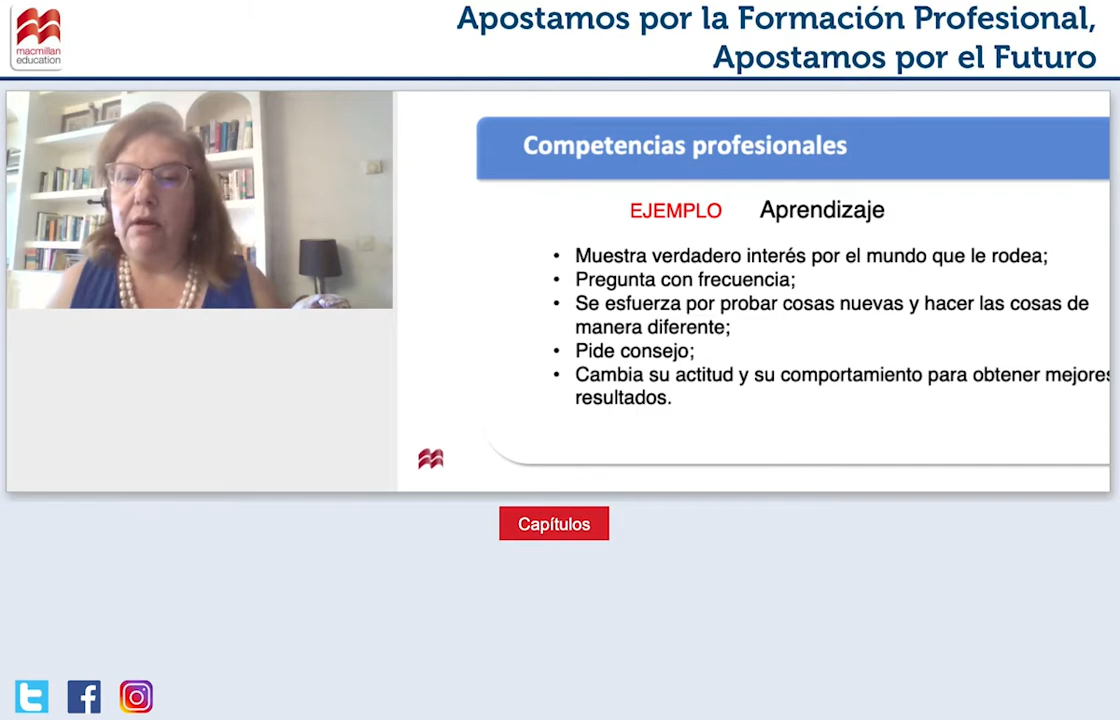 macmillan
education
Apostamos por la Formación Profesional,
Apostamos por el Futuro
Competencias profesionales
EJEMPLO Aprendizaje
• Muestra verdadero interés por el mundo que le rodea;
• Pregunta con frecuencia;
• Se esfuerza por probar cosas nuevas y hacer las cosas de
manera diferente;
• Pide consejo;
• Cambia su actitud y su comportamiento para obtener mejores
resultados.
Capítulos